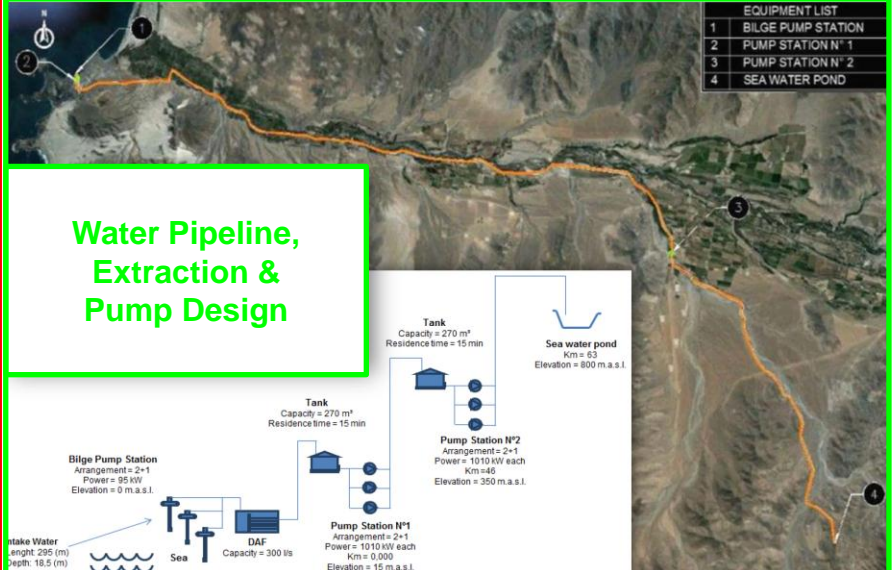 N
1
2
EQUIPMENT LIST
1 BILGE PUMP STATION
2 PUMP STATION N° 1
3 PUMP STATION N° 2
4 SEA WATER POND
3
4
Water Pipeline,
Extraction &
Pump Design
Tank
Capacity = 270 m³
Residence time = 15 min
Sea water pond
Km = 63
Elevation = 800 m.a.s.l.
Tank
Capacity = 270 m³
Residence time = 15 min
Pump Station Nº2
Arrangement = 2+1
Power = 1010 kW each
Km =46
Elevation = 350 m.a.s.l.
Bilge Pump Station
Arrangement = 2+1
Power = 95 kW
Elevation = 0 m.a.s.l.
ntake Water
Lenght: 295 (m)
Depth: 18,5 (m)
Sea
DAF
Capacity = 300 l/s
Pump Station Nº1
Arrangement = 2+1
Power = 1010 kW each
Km = 0,000
Elevation = 15 m.a.s.l.